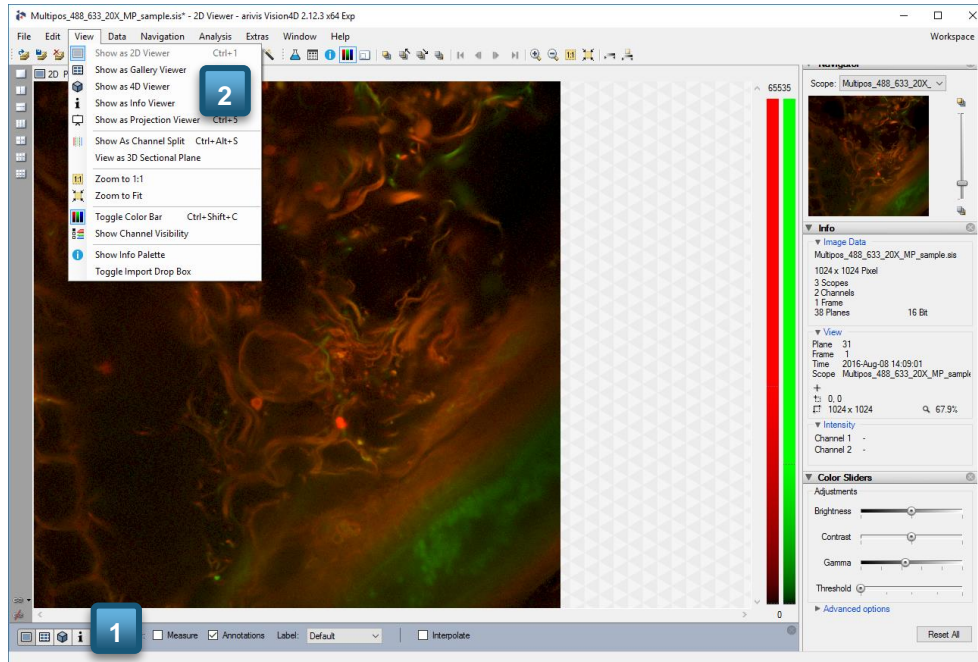 Multipos_488_633_20X_MP_sample.sis* - 2D Viewer - arivis Vision4D 2.12.3 x64 Exp
File Edit View Data Navigation Analysis Extras Window Help
Workspace
2D
Show as 2D Viewer Ctrl+1
Show as Gallery Viewer
Show as 4D Viewer
Show as Info Viewer
Show as Projection Viewer Ctrl+5
Show As Channel Split Ctrl+Alt+S
View as 3D Sectional Plane
1:1 Zoom to 1:1
Zoom to Fit
Toggle Color Bar Ctrl+Shift+C
Show Channel Visibility
Show Info Palette
Toggle Import Drop Box
2
65535
0
Navigator
Scope: Multipos_488_633_20X_
Info
Image Data
Multipos_488_633_20X_MP_sample.sis
1024 x 1024 Pixel
3 Scopes
2 Channels
1 Frame
38 Planes 16 Bit
View
Plane 31
Frame 1
Time 2016-Aug-08 14:09:01
Scope Multipos_488_633_20X_MP_sample
0, 0
1024 x 1024 67.9%
Intensity
Channel 1 -
Channel 2 -
Color Sliders
Adjustments
Brightness
Contrast
Gamma
Threshold
Advanced options
Reset All
1
Measure Annotations Label: Default Interpolate